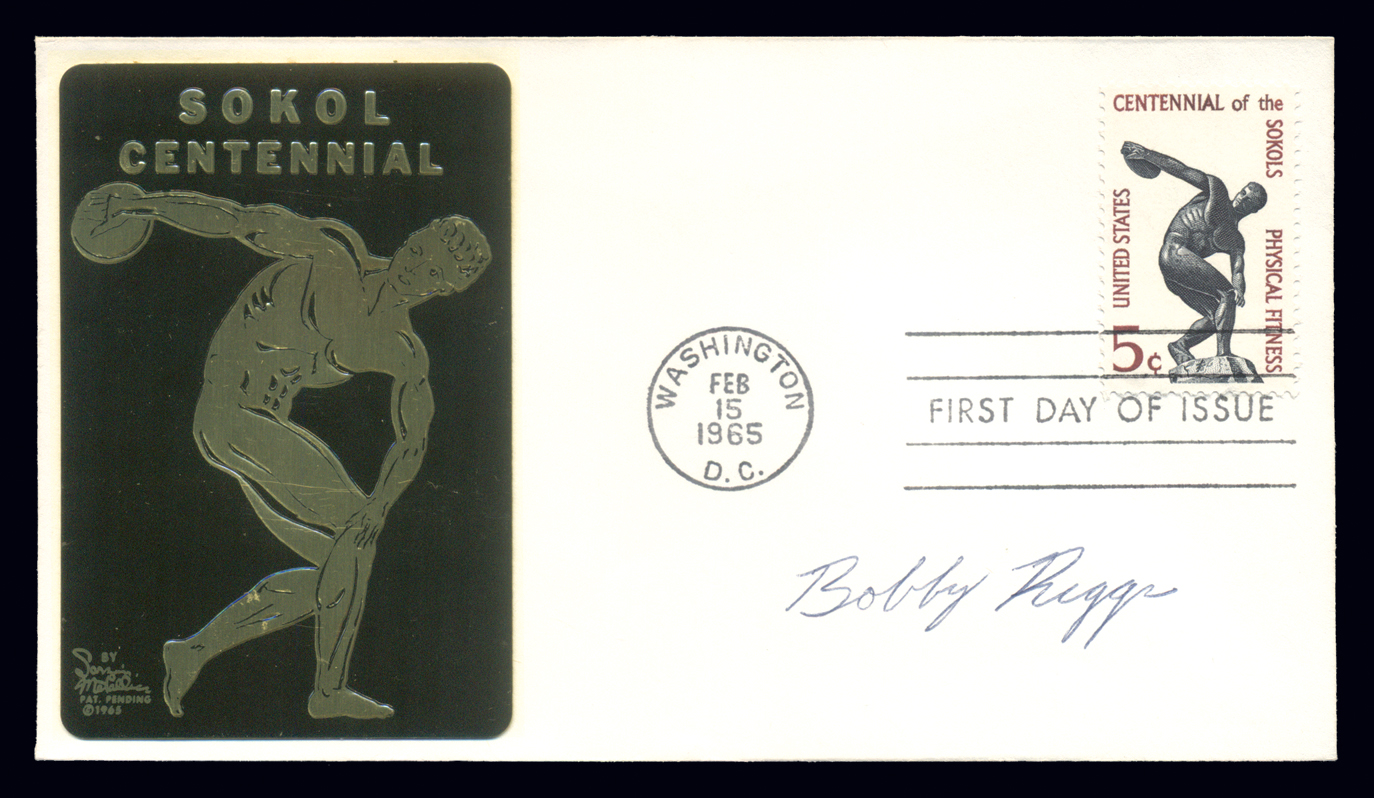 SOKOL
CENTENNIAL
BY
PAT. PENDING
©1965
CENTENNIAL of the
SOKOLS
PHYSICAL FITNESS
UNITED STATES
5¢
WASHINGTON
FEB
15
1965
D.C.
FIRST DAY OF ISSUE
Bobby Riggs